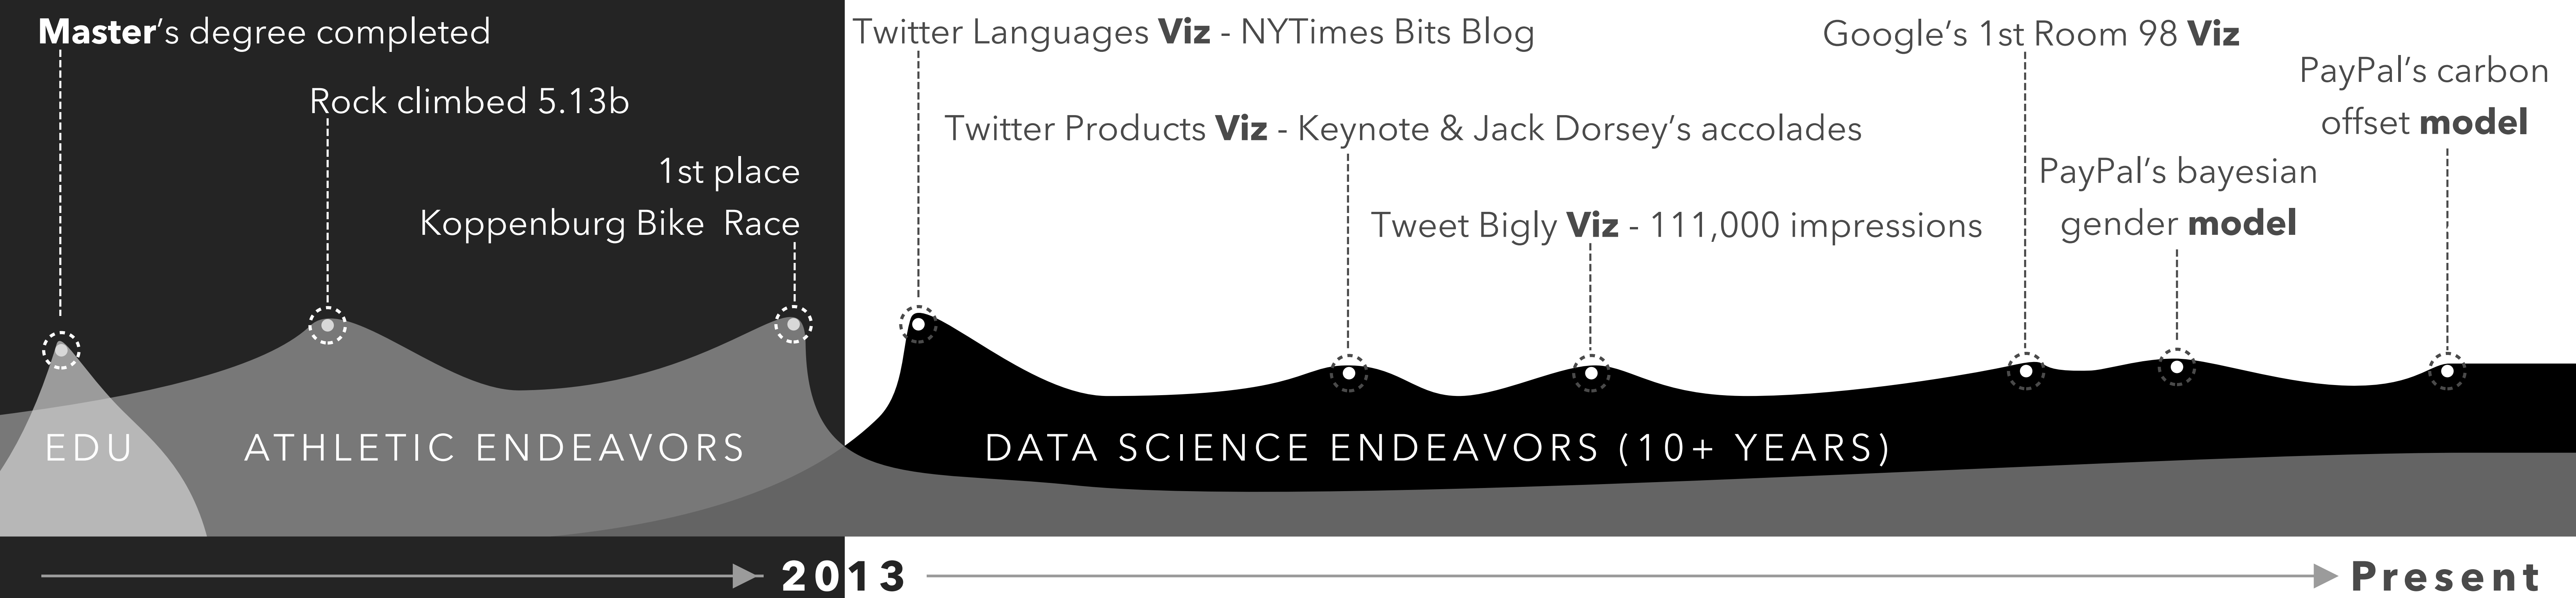 Master's degree completed
Rock climbed 5.13b
1st place
Koppenburg Bike Race
Twitter Languages Viz - NYTimes Bits Blog
Twitter Products Viz - Keynote & Jack Dorsey's accolades
Tweet Bigly Viz - 111,000 impressions
Google's 1st Room 98 Viz
PayPal's bayesian
gender model
PayPal's carbon
offset model
EDU
ATHLETIC ENDEAVORS
DATA SCIENCE ENDEAVORS (10+ YEARS)
2013
Present